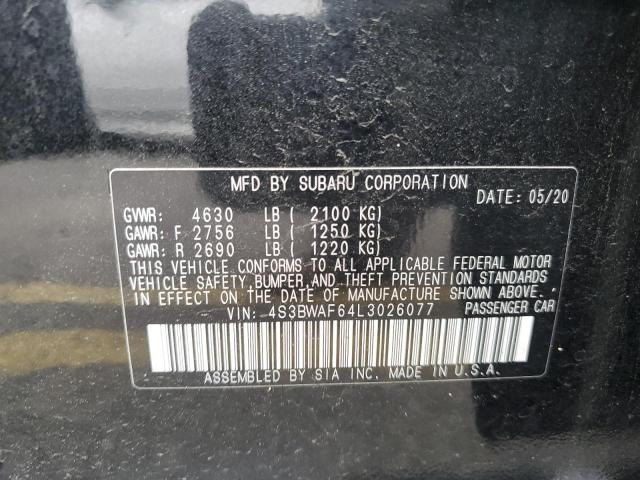 MFD BY SUBARU CORPORATION
DATE: 05/20
GVWR: 4630 LB ( 2100 KG)
GAWR: F 2756 LB ( 1250 KG)
GAWR: R 2690 LB ( 1220 KG)
THIS VEHICLE CONFORMS TO ALL APPLICABLE FEDERAL MOTOR
VEHICLE SAFETY, BUMPER, AND THEFT PREVENTION STANDARDS
IN EFFECT ON THE DATE OF MANUFACTURE SHOWN ABOVE.
VIN: 4S3BWAF64L3026077 PASSENGER CAR
ASSEMBLED BY SIA INC. MADE IN U.S.A.